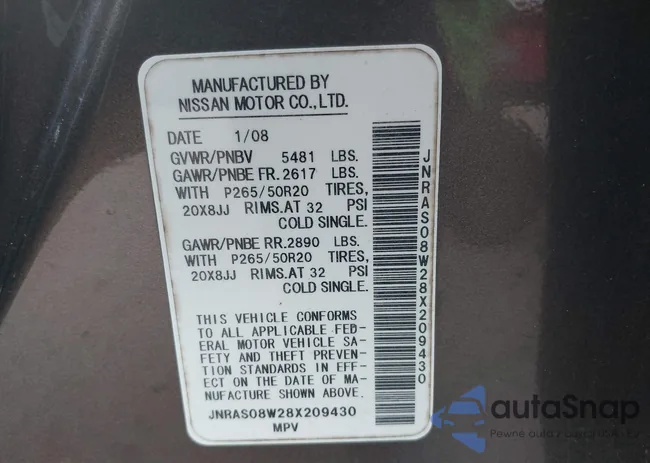 MANUFACTURED BY
NISSAN MOTOR CO.,LTD.
DATE 1/08
GVWR/PNBV 5481 LBS.
GAWR/PNBE FR.2617 LBS.
WITH P265/50R20 TIRES,
20X8JJ RIMS.AT 32 PSI
COLD SINGLE.
GAWR/PNBE RR.2890 LBS.
WITH P265/50R20 TIRES,
20X8JJ RIMS.AT 32 PSI
COLD SINGLE.
THIS VEHICLE CONFORMS
TO ALL APPLICABLE FED-
ERAL MOTOR VEHICLE SA-
FETY AND THEFT PREVEN-
TION STANDARDS IN EFF-
ECT ON THE DATE OF MA-
NUFACTURE SHOWN ABOVE.
JNRAS08W28X209430
MPV
JNRAS08W28X209430
autoSnap
Pewne auta z